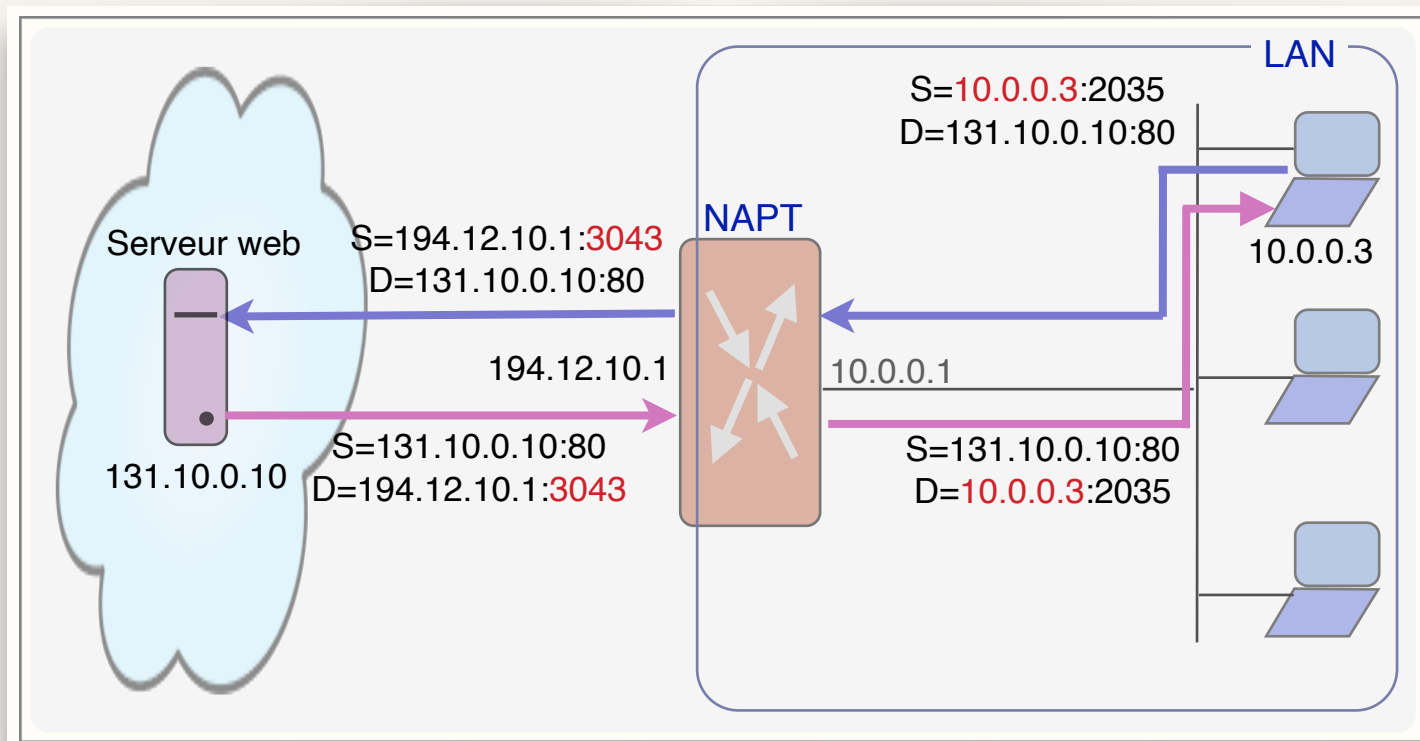 LAN
S=10.0.0.3:2035
D=131.10.0.10:80
NAPT
10.0.0.3
Serveur web
S=194.12.10.1:3043
D=131.10.0.10:80
194.12.10.1
10.0.0.1
131.10.0.10
S=131.10.0.10:80
D=194.12.10.1:3043
S=131.10.0.10:80
D=10.0.0.3:2035